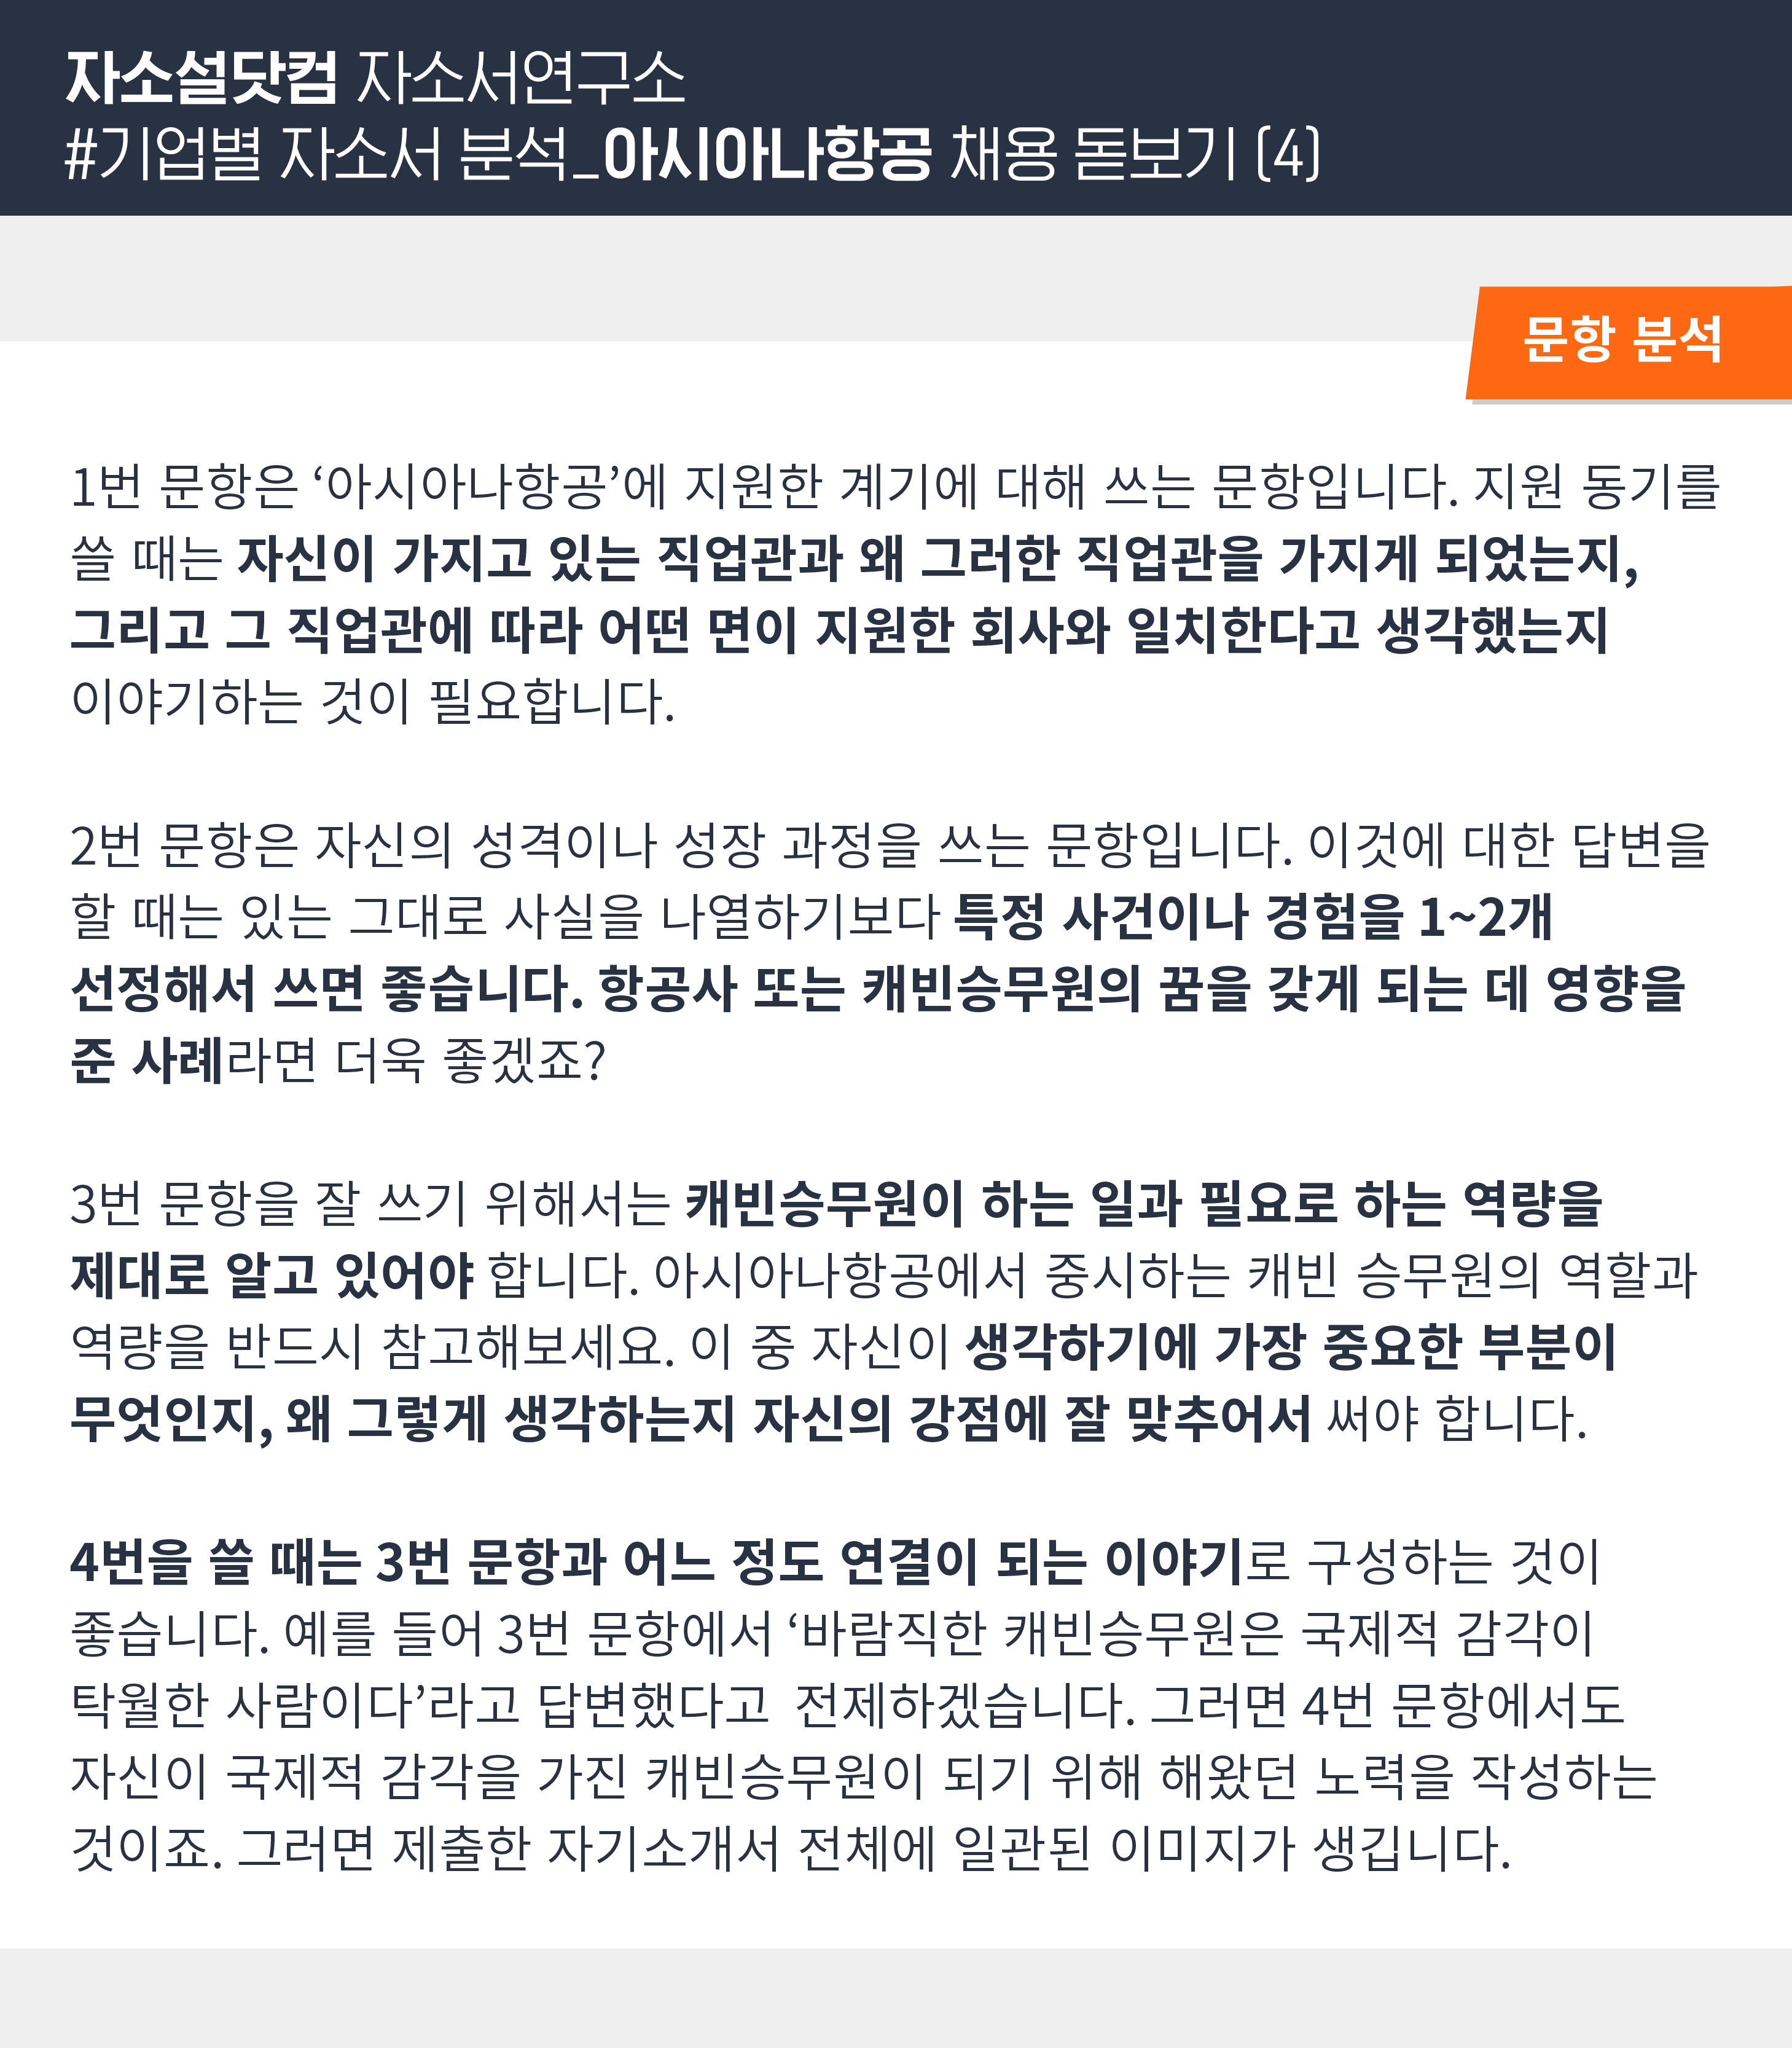 자소설닷컴 자소서연구소
#기업별 자소서 분석_아시아나항공 채용 돋보기 (4)
문항 분석
1번 문항은 ‘아시아나항공’에 지원한 계기에 대해 쓰는 문항입니다. 지원 동기를
쓸 때는 자신이 가지고 있는 직업관과 왜 그러한 직업관을 가지게 되었는지,
그리고 그 직업관에 따라 어떤 면이 지원한 회사와 일치한다고 생각했는지
이야기하는 것이 필요합니다.
2번 문항은 자신의 성격이나 성장 과정을 쓰는 문항입니다. 이것에 대한 답변을
할 때는 있는 그대로 사실을 나열하기보다 특정 사건이나 경험을 1~2개
선정해서 쓰면 좋습니다. 항공사 또는 캐빈승무원의 꿈을 갖게 되는 데 영향을
준 사례라면 더욱 좋겠죠?
3번 문항을 잘 쓰기 위해서는 캐빈승무원이 하는 일과 필요로 하는 역량을
제대로 알고 있어야 합니다. 아시아나항공에서 중시하는 캐빈 승무원의 역할과
역량을 반드시 참고해보세요. 이 중 자신이 생각하기에 가장 중요한 부분이
무엇인지, 왜 그렇게 생각하는지 자신의 강점에 잘 맞추어서 써야 합니다.
4번을 쓸 때는 3번 문항과 어느 정도 연결이 되는 이야기로 구성하는 것이
좋습니다. 예를 들어 3번 문항에서 ‘바람직한 캐빈승무원은 국제적 감각이
탁월한 사람이다’라고 답변했다고 전제하겠습니다. 그러면 4번 문항에서도
자신이 국제적 감각을 가진 캐빈승무원이 되기 위해 해왔던 노력을 작성하는
것이죠. 그러면 제출한 자기소개서 전체에 일관된 이미지가 생깁니다.